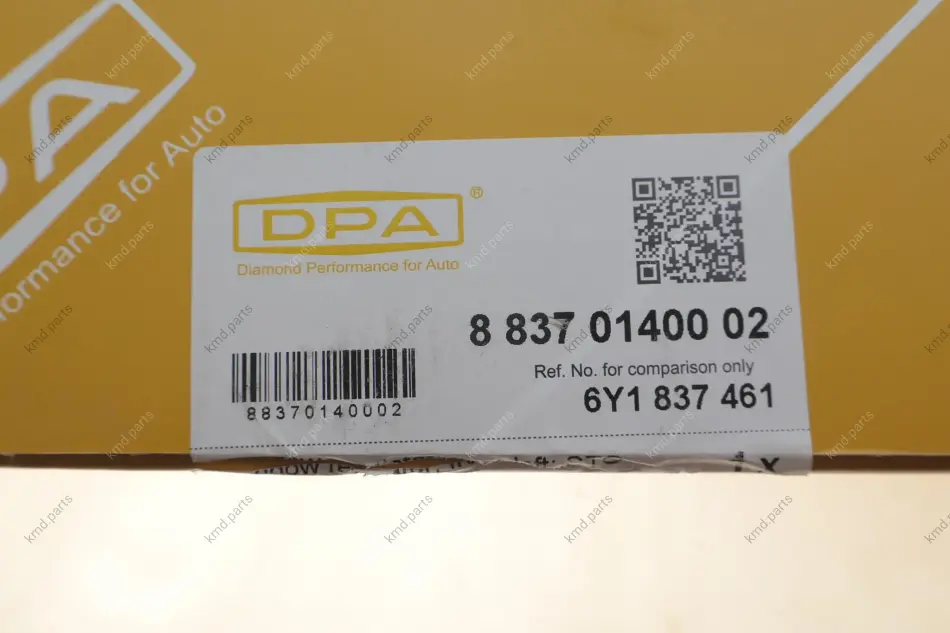 formance for Auto
DPA®
Diamond Performance for Auto
8 837 01400 02
Ref. No. for comparison only
6Y1 837 461
88370140002
kmd.parts